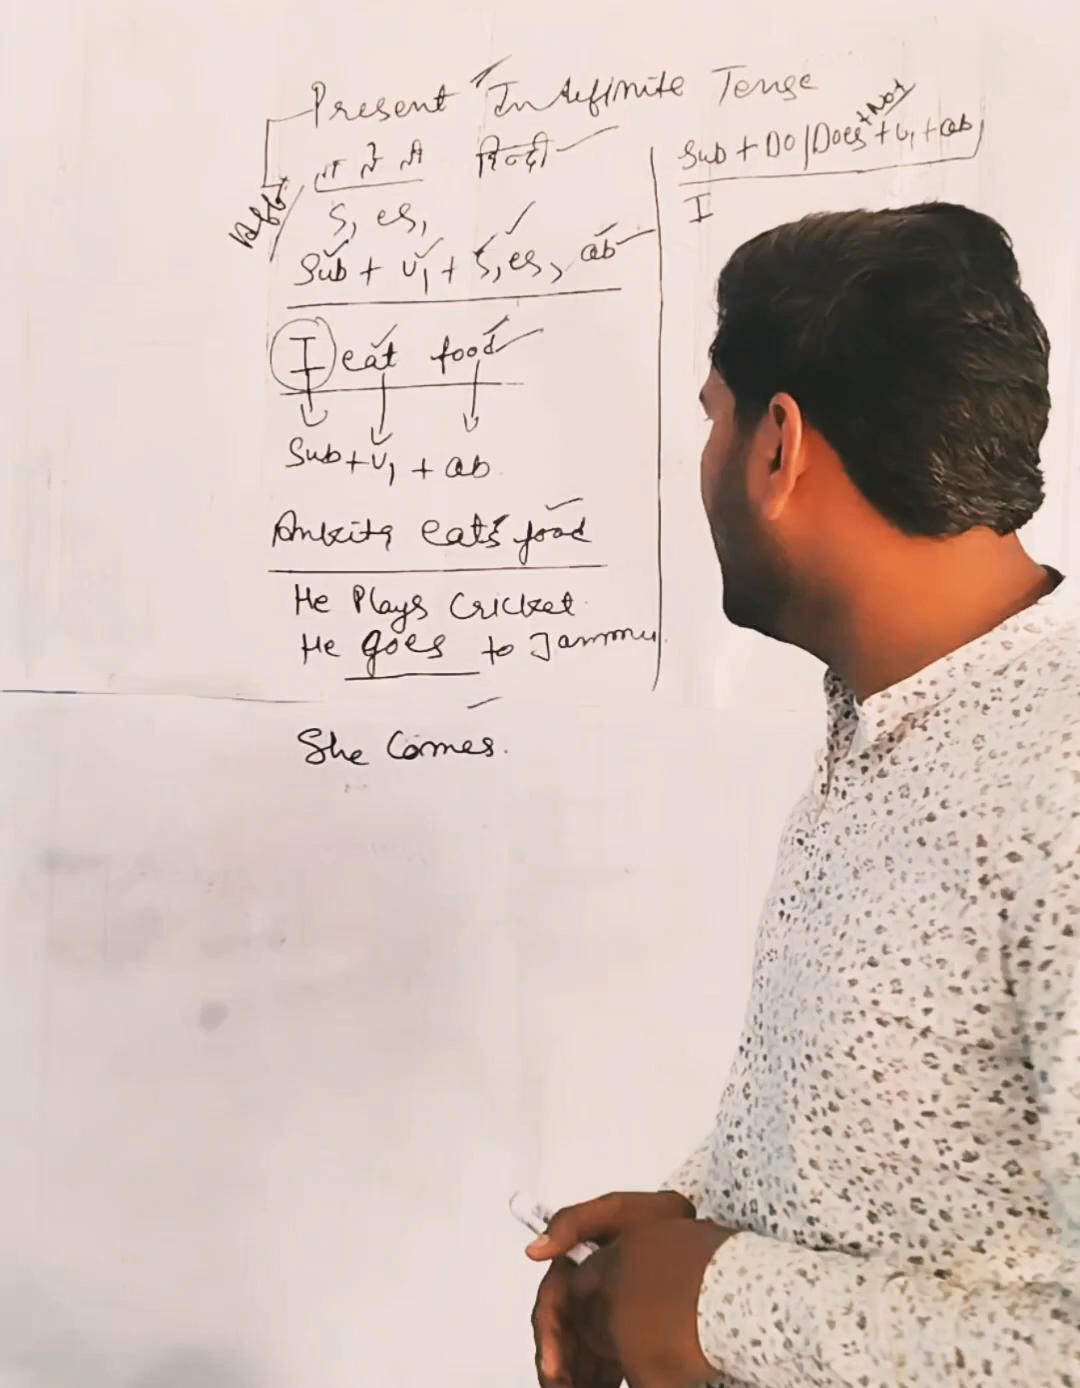 Present Indefinite Tense
ता ते ती हिन्दी
S, es,
Sub + V1 + S, es, ob
I eat food
Sub + V1 + ob
Ankita eats food
He Plays Cricket.
He goes to Jammu.
She Comes.
Sub + Do/Does + Not + V1 + ob
I